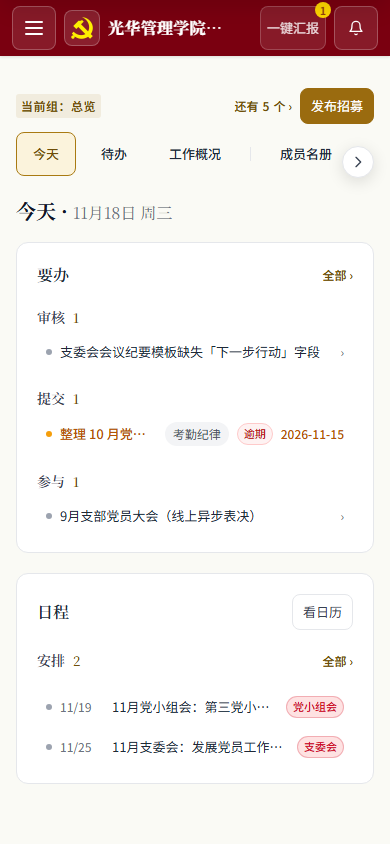 光华管理学院…
一键汇报
1
当前组：总览
还有 5 个 ›
发布招募
今天
待办
工作概况
成员名册
今天 · 11月18日 周三
要办
全部 ›
审核 1
支委会会议纪要模板缺失「下一步行动」字段
提交 1
整理 10 月党… 考勤纪律 逾期 2026-11-15
参与 1
9月支部党员大会（线上异步表决）
日程
看日历
安排 2
全部 ›
11/19 11月党小组会：第三党小… 党小组会
11/25 11月支委会：发展党员工作… 支委会